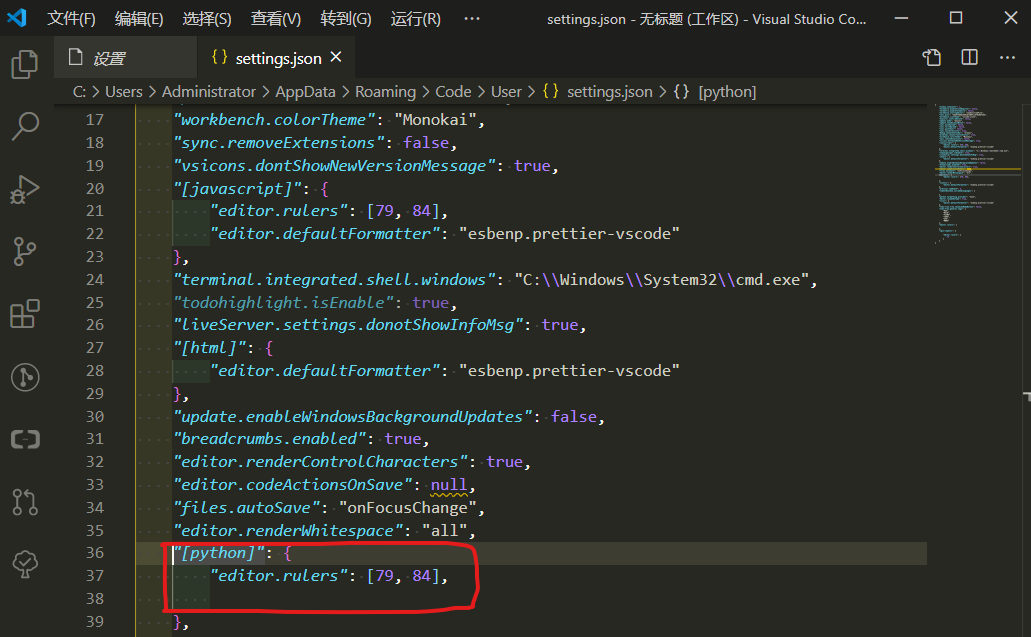 文件(F) 编辑(E) 选择(S) 查看(V) 转到(G) 运行(R) ··· settings.json - 无标题 (工作区) - Visual Studio Co...
设置 {} settings.json ×
C: > Users > Administrator > AppData > Roaming > Code > User > {} settings.json > {} [python]
17 "workbench.colorTheme": "Monokai",
18 "sync.removeExtensions": false,
19 "vsicons.dontShowNewVersionMessage": true,
20 "[javascript]": {
21 "editor.rulers": [79, 84],
22 "editor.defaultFormatter": "esbenp.prettier-vscode"
23 },
24 "terminal.integrated.shell.windows": "C:\\Windows\\System32\\cmd.exe",
25 "todohighlight.isEnable": true,
26 "liveServer.settings.donotShowInfoMsg": true,
27 "[html]": {
28 "editor.defaultFormatter": "esbenp.prettier-vscode"
29 },
30 "update.enableWindowsBackgroundUpdates": false,
31 "breadcrumbs.enabled": true,
32 "editor.renderControlCharacters": true,
33 "editor.codeActionsOnSave": null,
34 "files.autoSave": "onFocusChange",
35 "editor.renderWhitespace": "all",
36 "[python]": {
37 "editor.rulers": [79, 84],
38
39 },